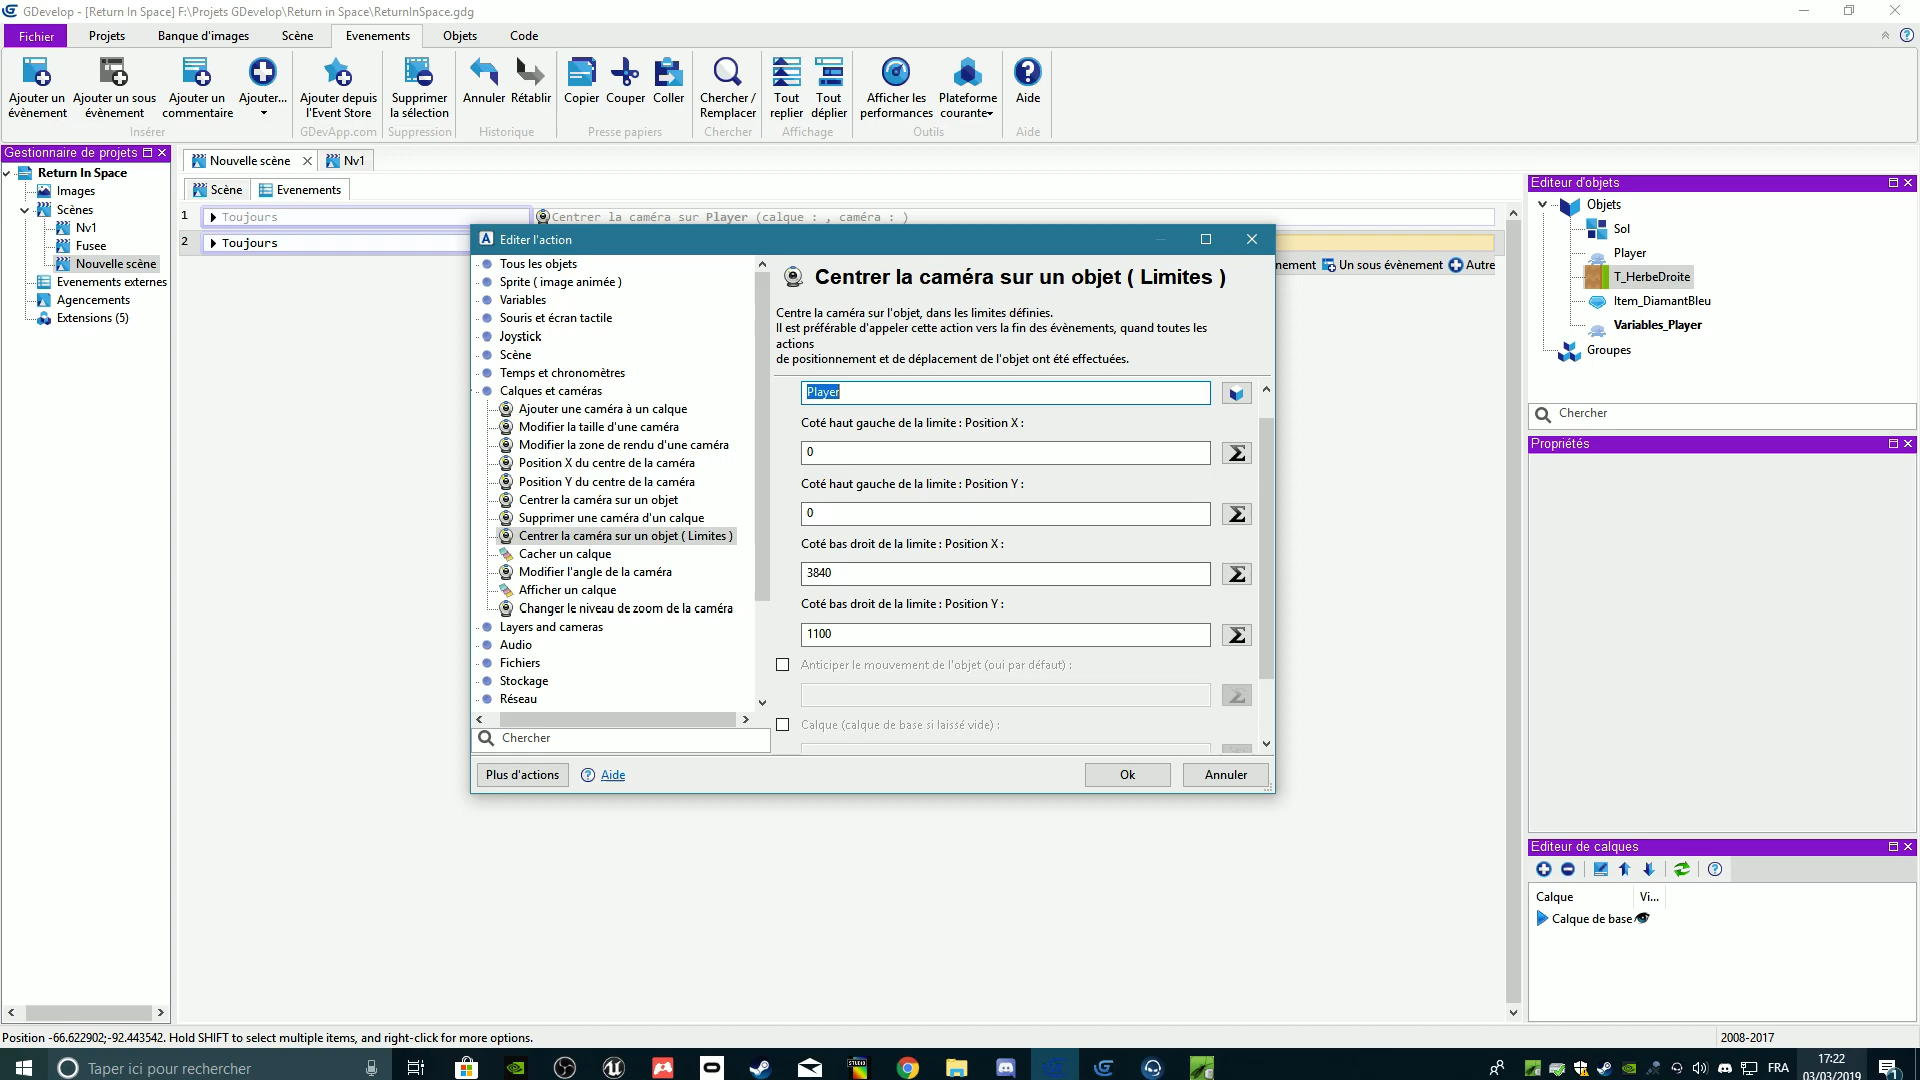 GDevelop - [Return In Space] F:\Projets GDevelop\Return in Space\ReturnInSpace.gdg
Fichier
Projets
Banque d'images
Scène
Evenements
Objets
Code
Ajouter un évènement
Ajouter un sous évènement
Ajouter un commentaire
Ajouter...
Insérer
Ajouter depuis l'Event Store
GDevApp.com
Supprimer la sélection
Suppression
Annuler
Rétablir
Historique
Copier
Couper
Coller
Presse papiers
Chercher / Remplacer
Chercher
Tout replier
Tout déplier
Affichage
Afficher les performances
Plateforme courante
Outils
Aide
Aide
Gestionnaire de projets
Return In Space
Images
Scènes
Nv1
Fusee
Nouvelle scène
Evenements externes
Agencements
Extensions (5)
Nouvelle scène
Nv1
Scène
Evenements
1
Toujours
Centrer la caméra sur Player (calque : , caméra : )
2
Toujours
nement
Un sous évènement
Autre
Editer l'action
Tous les objets
Sprite ( image animée )
Variables
Souris et écran tactile
Joystick
Scène
Temps et chronomètres
Calques et caméras
Ajouter une caméra à un calque
Modifier la taille d'une caméra
Modifier la zone de rendu d'une caméra
Position X du centre de la caméra
Position Y du centre de la caméra
Centrer la caméra sur un objet
Supprimer une caméra d'un calque
Centrer la caméra sur un objet ( Limites )
Cacher un calque
Modifier l'angle de la caméra
Afficher un calque
Changer le niveau de zoom de la caméra
Layers and cameras
Audio
Fichiers
Stockage
Réseau
Chercher
Centrer la caméra sur un objet ( Limites )
Centre la caméra sur l'objet, dans les limites définies.
Il est préférable d'appeler cette action vers la fin des évènements, quand toutes les
actions
de positionnement et de déplacement de l'objet ont été effectuées.
Player
Coté haut gauche de la limite : Position X :
0
Coté haut gauche de la limite : Position Y :
0
Coté bas droit de la limite : Position X :
3840
Coté bas droit de la limite : Position Y :
1100
Anticiper le mouvement de l'objet (oui par défaut) :
Calque (calque de base si laissé vide) :
Plus d'actions
Aide
Ok
Annuler
Editeur d'objets
Objets
Sol
Player
T_HerbeDroite
Item_DiamantBleu
Variables_Player
Groupes
Chercher
Propriétés
Editeur de calques
Calque
Vi...
Calque de base
Position -66.622902;-92.443542. Hold SHIFT to select multiple items, and right-click for more options.
2008-2017
Taper ici pour rechercher
FRA
17:22
03/03/2019